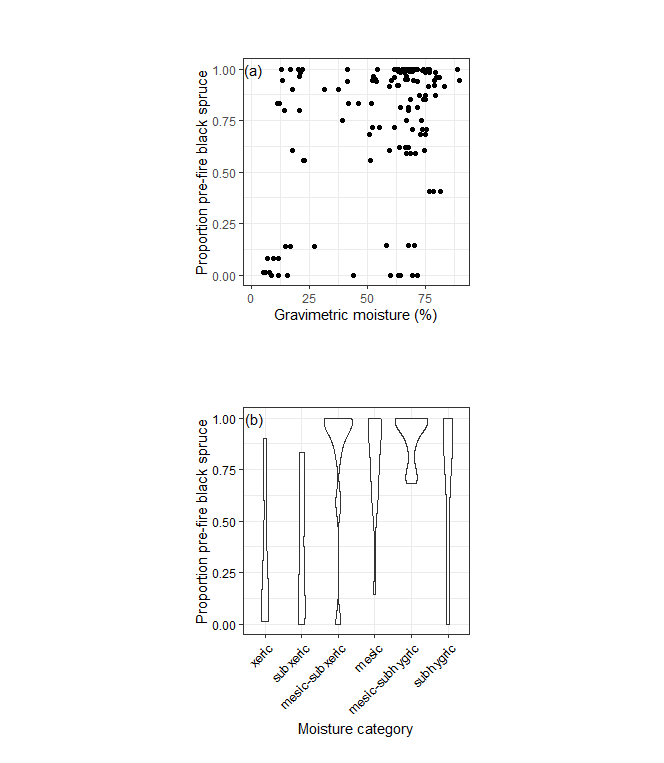 (a)
Proportion pre-fire black spruce
1.00
0.75
0.50
0.25
0.00
0 25 50 75
Gravimetric moisture (%)
(b)
Proportion pre-fire black spruce
1.00
0.75
0.50
0.25
0.00
xeric
subxeric
mesic-subxeric
mesic
mesic-subhygric
subhygric
Moisture category